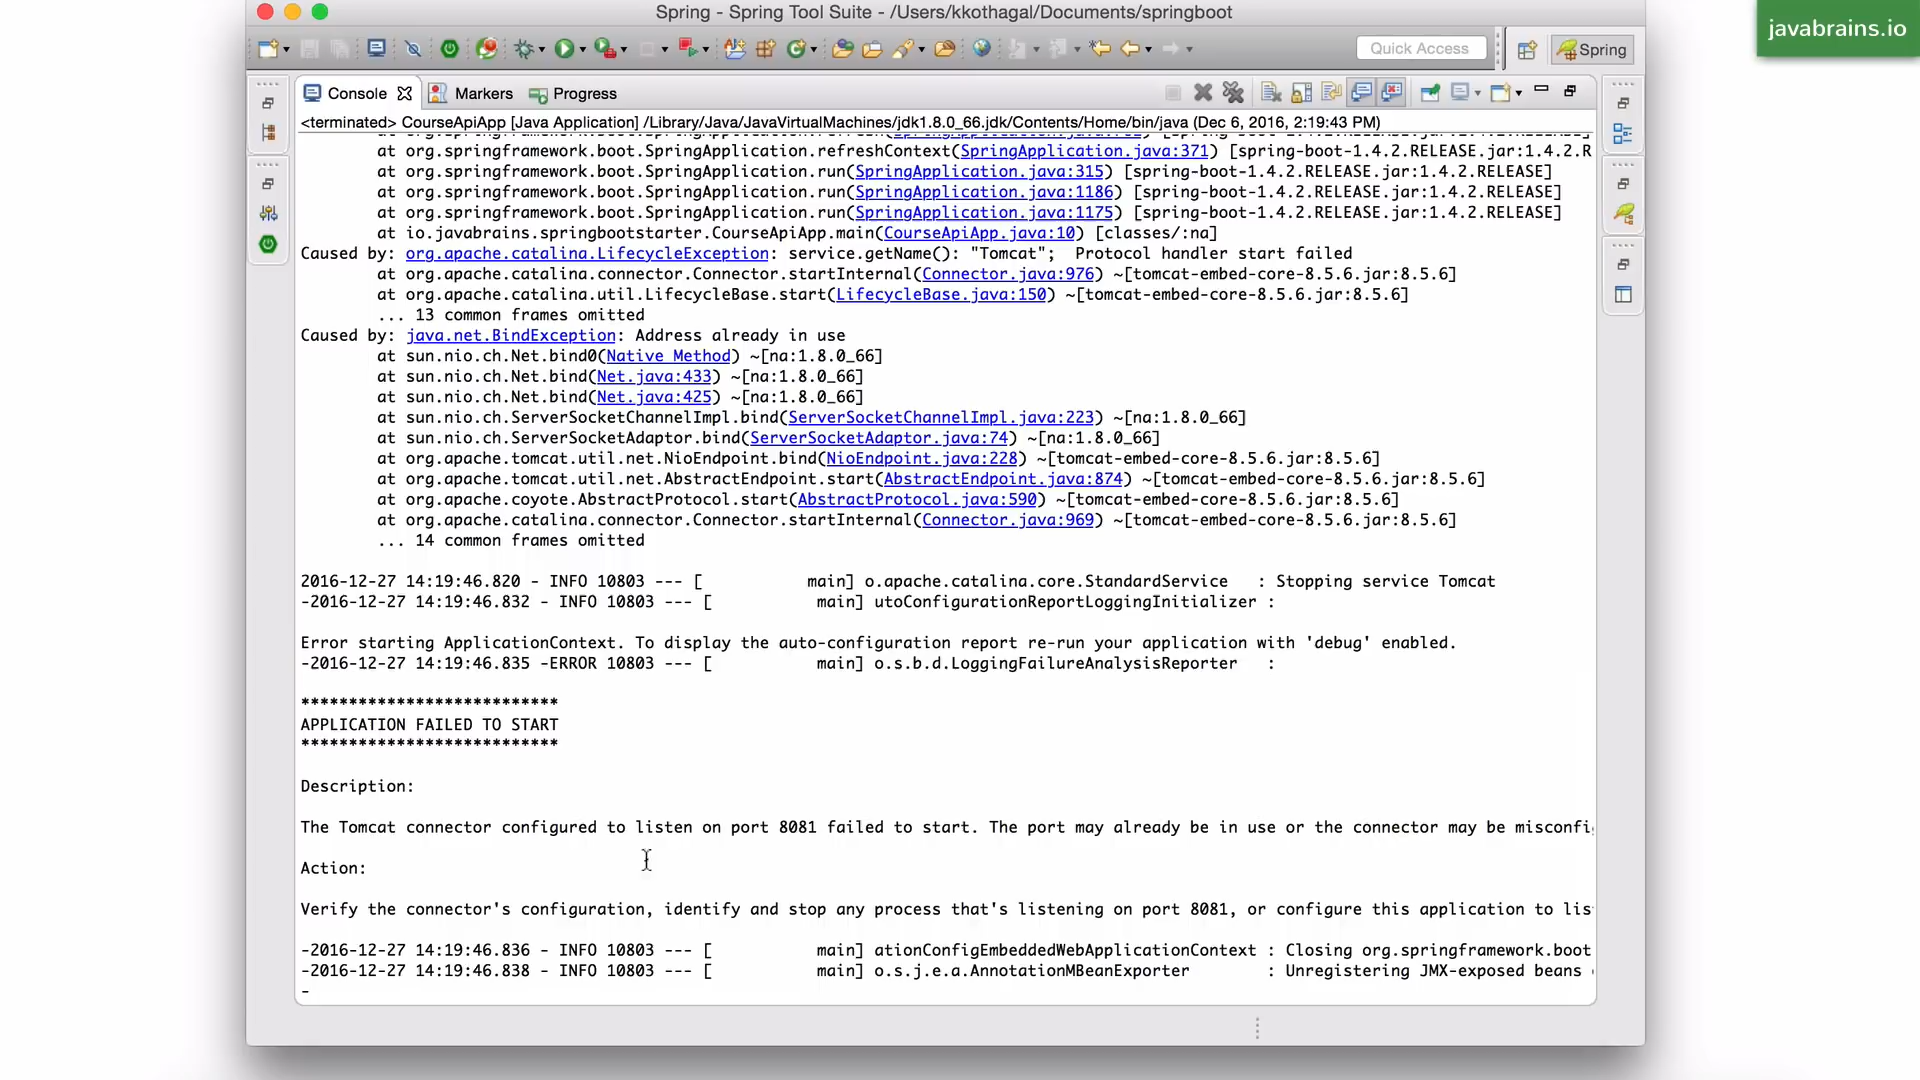 Spring - Spring Tool Suite - /Users/kkothagal/Documents/springboot
javabrains.io
Quick Access
Spring
Console
Markers
Progress
<terminated> CourseApiApp [Java Application] /Library/Java/JavaVirtualMachines/jdk1.8.0_66.jdk/Contents/Home/bin/java (Dec 6, 2016, 2:19:43 PM)
at org.springframework.boot.SpringApplication.refreshContext(SpringApplication.java:371) [spring-boot-1.4.2.RELEASE.jar:1.4.2.R
at org.springframework.boot.SpringApplication.run(SpringApplication.java:315) [spring-boot-1.4.2.RELEASE.jar:1.4.2.RELEASE]
at org.springframework.boot.SpringApplication.run(SpringApplication.java:1186) [spring-boot-1.4.2.RELEASE.jar:1.4.2.RELEASE]
at org.springframework.boot.SpringApplication.run(SpringApplication.java:1175) [spring-boot-1.4.2.RELEASE.jar:1.4.2.RELEASE]
at io.javabrains.springbootstarter.CourseApiApp.main(CourseApiApp.java:10) [classes/:na]
Caused by: org.apache.catalina.LifecycleException: service.getName(): "Tomcat";  Protocol handler start failed
at org.apache.catalina.connector.Connector.startInternal(Connector.java:976) ~[tomcat-embed-core-8.5.6.jar:8.5.6]
at org.apache.catalina.util.LifecycleBase.start(LifecycleBase.java:150) ~[tomcat-embed-core-8.5.6.jar:8.5.6]
... 13 common frames omitted
Caused by: java.net.BindException: Address already in use
at sun.nio.ch.Net.bind0(Native Method) ~[na:1.8.0_66]
at sun.nio.ch.Net.bind(Net.java:433) ~[na:1.8.0_66]
at sun.nio.ch.Net.bind(Net.java:425) ~[na:1.8.0_66]
at sun.nio.ch.ServerSocketChannelImpl.bind(ServerSocketChannelImpl.java:223) ~[na:1.8.0_66]
at sun.nio.ch.ServerSocketAdaptor.bind(ServerSocketAdaptor.java:74) ~[na:1.8.0_66]
at org.apache.tomcat.util.net.NioEndpoint.bind(NioEndpoint.java:228) ~[tomcat-embed-core-8.5.6.jar:8.5.6]
at org.apache.tomcat.util.net.AbstractEndpoint.start(AbstractEndpoint.java:874) ~[tomcat-embed-core-8.5.6.jar:8.5.6]
at org.apache.coyote.AbstractProtocol.start(AbstractProtocol.java:590) ~[tomcat-embed-core-8.5.6.jar:8.5.6]
at org.apache.catalina.connector.Connector.startInternal(Connector.java:969) ~[tomcat-embed-core-8.5.6.jar:8.5.6]
... 14 common frames omitted
2016-12-27 14:19:46.820 - INFO 10803 --- [           main] o.apache.catalina.core.StandardService   : Stopping service Tomcat
-2016-12-27 14:19:46.832 - INFO 10803 --- [           main] utoConfigurationReportLoggingInitializer :
Error starting ApplicationContext. To display the auto-configuration report re-run your application with 'debug' enabled.
-2016-12-27 14:19:46.835 -ERROR 10803 --- [           main] o.s.b.d.LoggingFailureAnalysisReporter   :
***************************
APPLICATION FAILED TO START
***************************
Description:
The Tomcat connector configured to listen on port 8081 failed to start. The port may already be in use or the connector may be misconfi
Action:
Verify the connector's configuration, identify and stop any process that's listening on port 8081, or configure this application to lis
-2016-12-27 14:19:46.836 - INFO 10803 --- [           main] ationConfigEmbeddedWebApplicationContext : Closing org.springframework.boot
-2016-12-27 14:19:46.838 - INFO 10803 --- [           main] o.s.j.e.a.AnnotationMBeanExporter        : Unregistering JMX-exposed beans
-